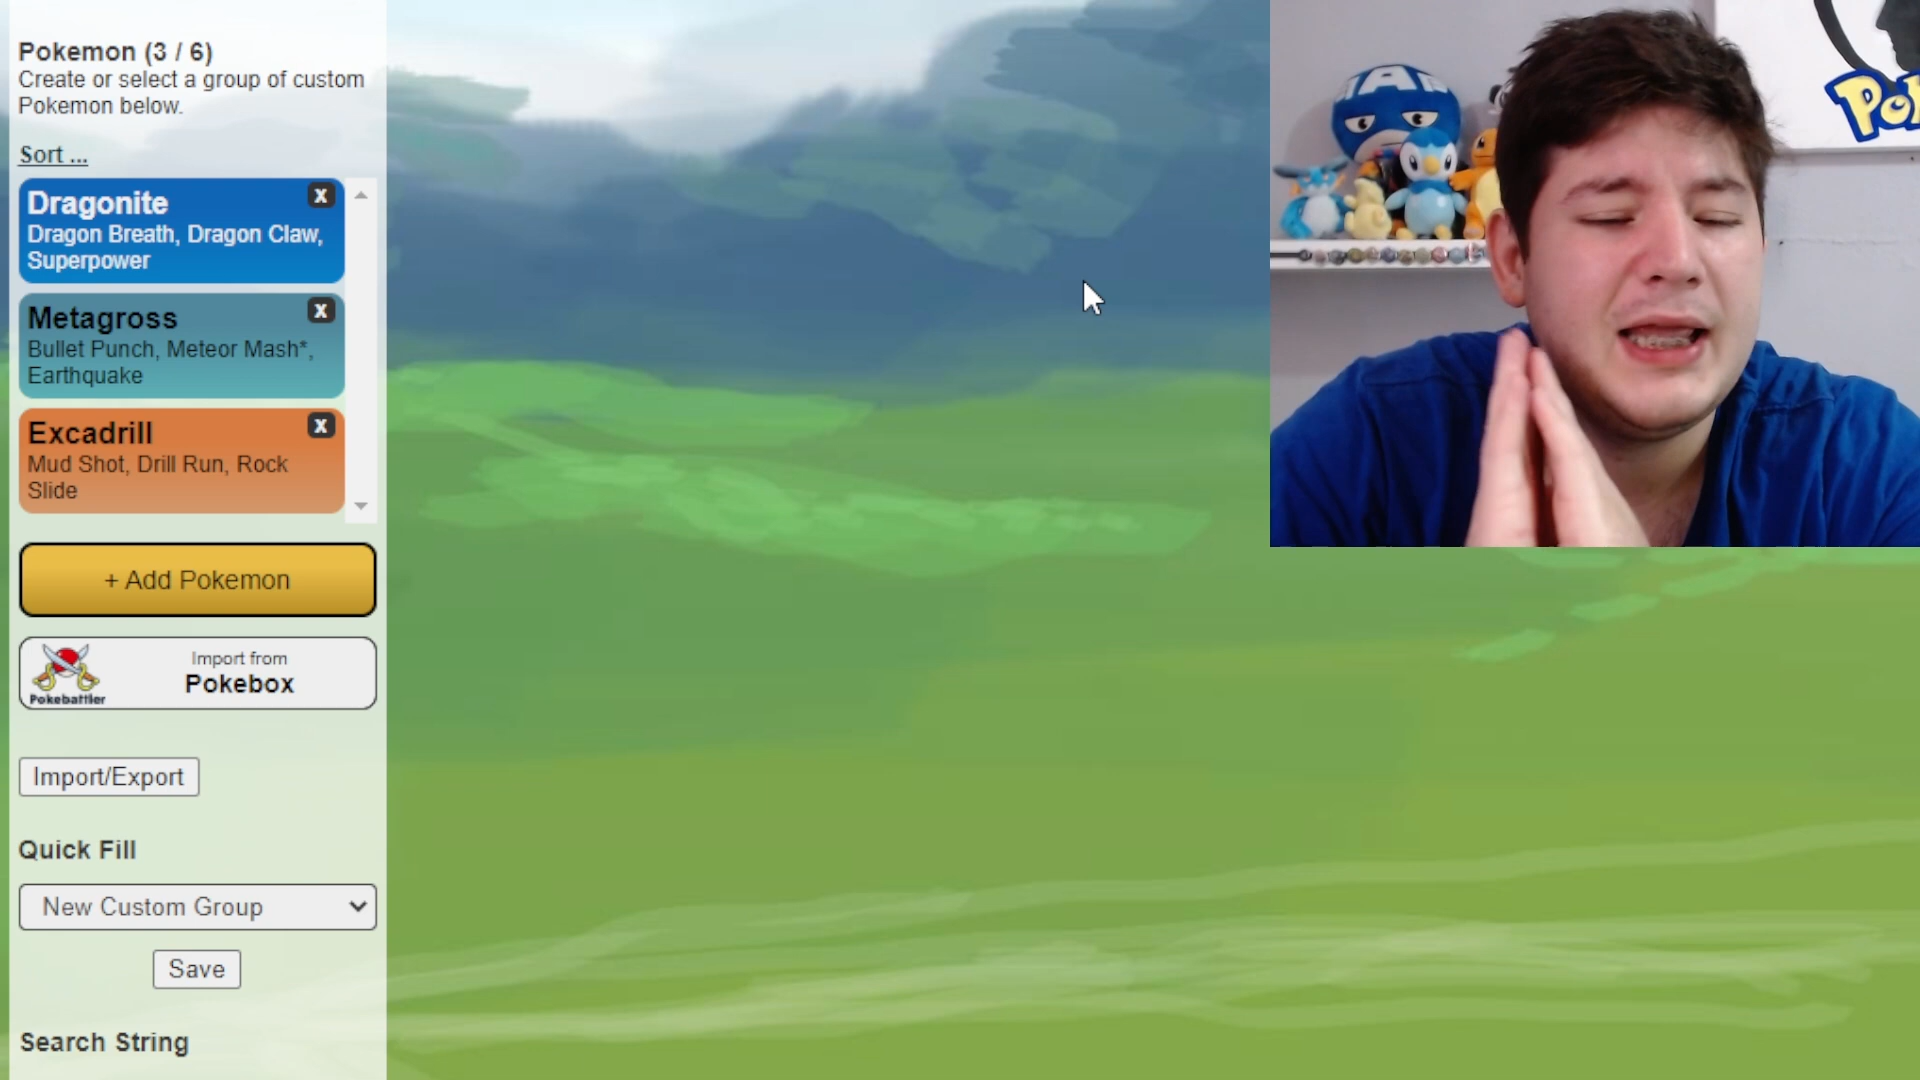 Pokemon (3 / 6)
Create or select a group of custom
Pokemon below.
Sort ...
Dragonite
X
Dragon Breath, Dragon Claw,
Superpower
Metagross
X
Bullet Punch, Meteor Mash*,
Earthquake
Excadrill
X
Mud Shot, Drill Run, Rock
Slide
+ Add Pokemon
Pokebattler
Import from
Pokebox
Import/Export
Quick Fill
New Custom Group
Save
Search String